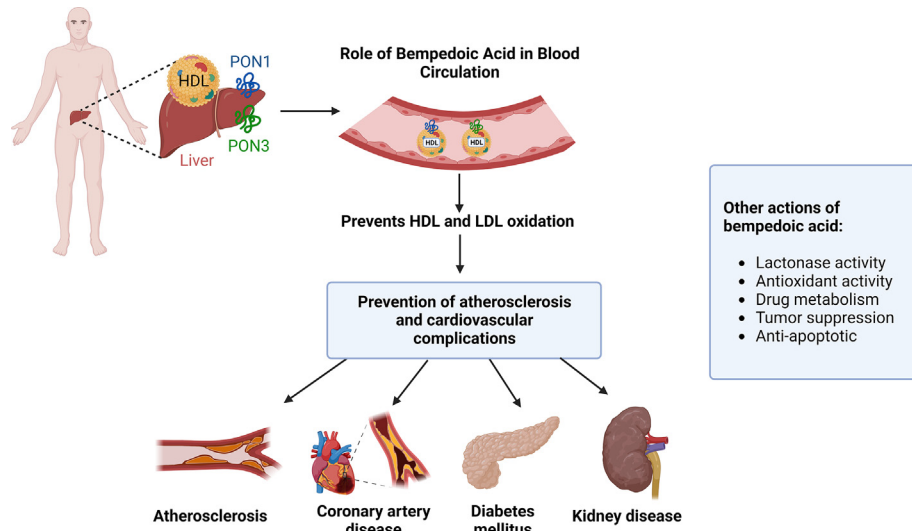 PON1
HDL
PON3
Liver
Role of Bempedoic Acid in Blood
Circulation
HDL
HDL
Prevents HDL and LDL oxidation
Prevention of atherosclerosis
and cardiovascular
complications
Other actions of
bempedoic acid:
• Lactonase activity
• Antioxidant activity
• Drug metabolism
• Tumor suppression
• Anti-apoptotic
Atherosclerosis
Coronary artery
disease
Diabetes
mellitus
Kidney disease